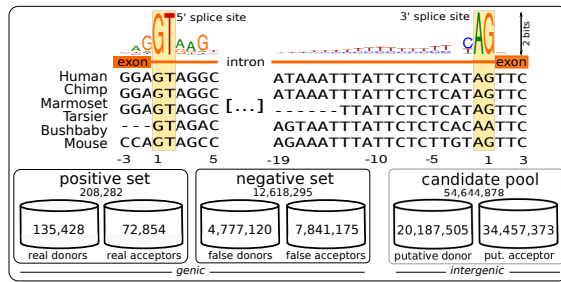 5' splice site
3' splice site
2 bits
A A G G T A A G T
C A G
exon intron exon
Human GGAGTAGGC ATAAATTTATTCTCTCATAGTTC
Chimp GGAGTAGGC ATAAATTTATTCTCTCATAGTTC
Marmoset GGAGTAGGC [...] ------TTATTCTCTCATAGTTC
Tarsier
Bushbaby ---GTAGAC AGTAATTTATTCTCTCACAATTC
Mouse CCAGTAGCC AGAAATTTATTCTCTTGTAGTTC
-3 1 5 -19 -10 -5 1 3
positive set
208,282
135,428 72,854
real donors real acceptors
negative set
12,618,295
4,777,120 7,841,175
false donors false acceptors
genic
candidate pool
54,644,878
20,187,505 34,457,373
putative donor put. acceptor
intergenic